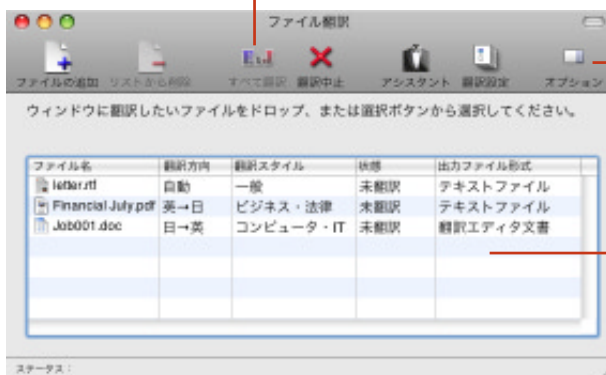 ファイル翻訳
ファイルの追加 リストから削除 すべて翻訳 翻訳中止 アシスタント 翻訳設定 オプション
ウィンドウに翻訳したいファイルをドロップ、または選択ボタンから選択してください。
ファイル名 翻訳方向 翻訳スタイル 状態 出力ファイル形式
letter.rtf 自動 一般 未翻訳 テキストファイル
Financial July.pdf 英→日 ビジネス・法律 未翻訳 テキストファイル
Job001.doc 日→英 コンピュータ・IT 未翻訳 翻訳エディタ文書
ステータス：